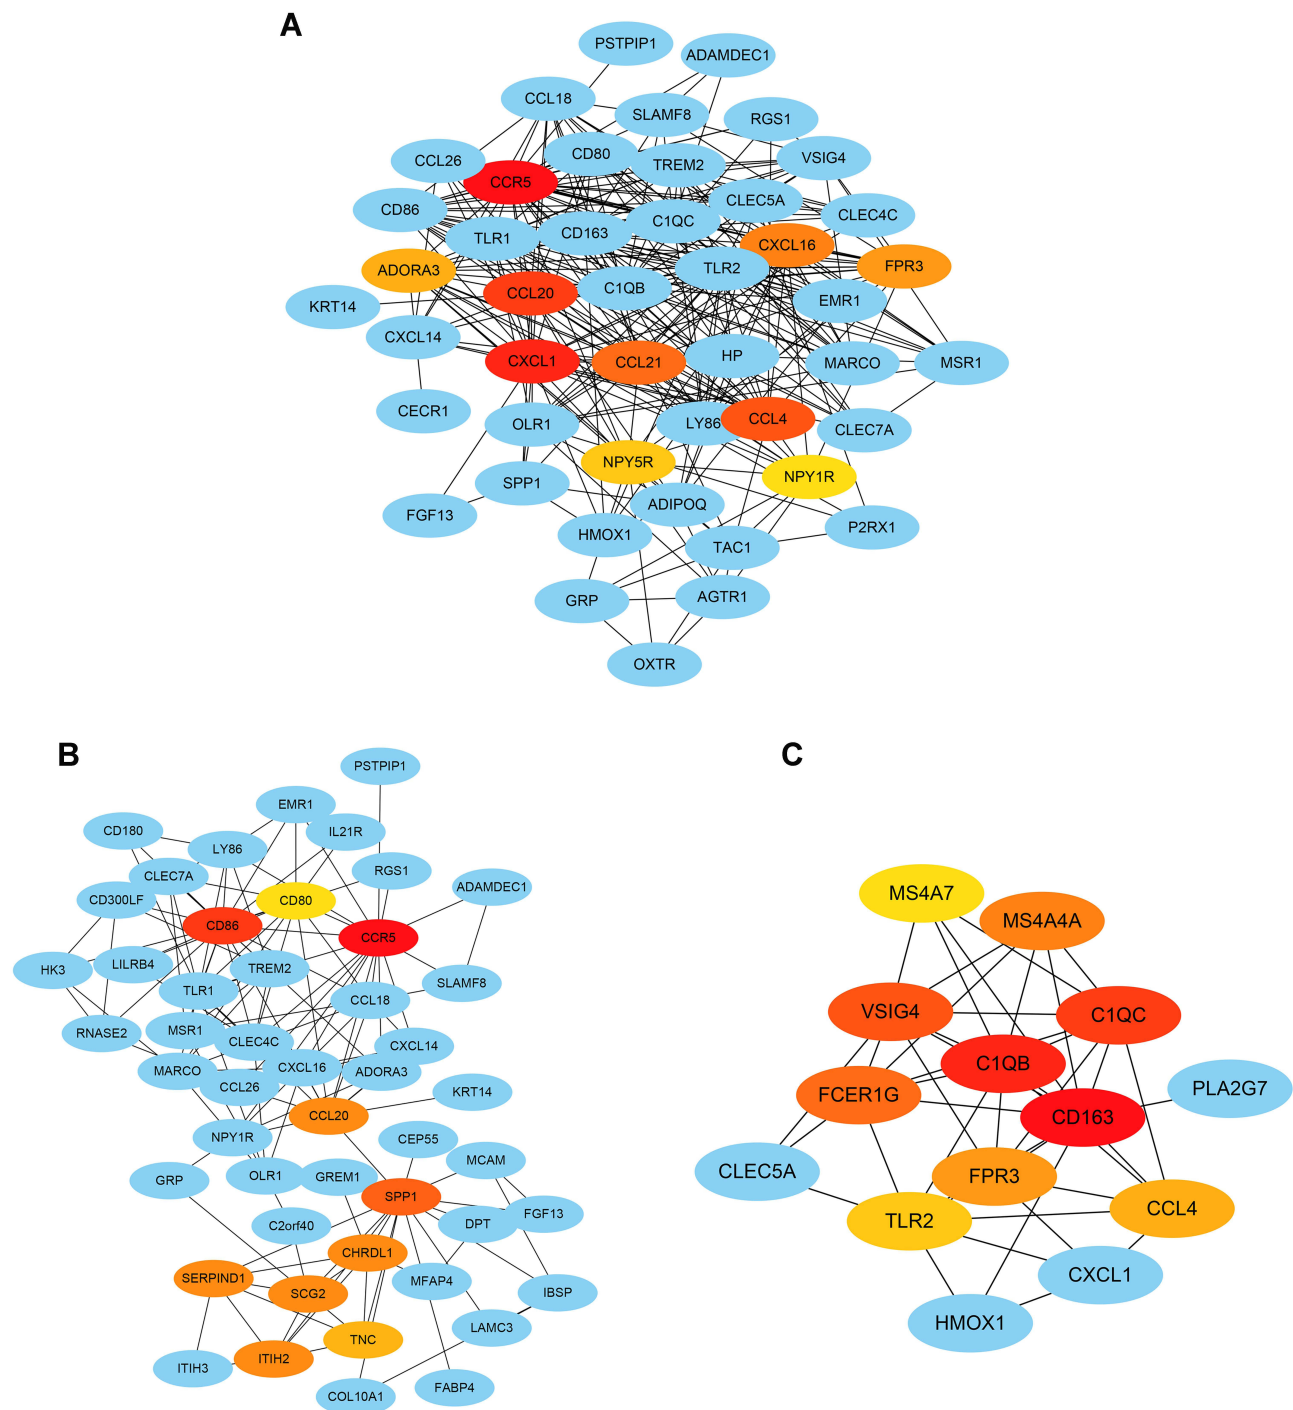 A
PSTPIP1
ADAMDEC1
CCL18
SLAMF8
RGS1
CCL26
CD80
TREM2
VSIG4
CCR5
CD86
CLEC5A
CLEC4C
TLR1
CD163
C1QC
CXCL16
ADORA3
TLR2
FPR3
CCL20
C1QB
EMR1
KRT14
CXCL14
CXCL1
CCL21
HP
MARCO
MSR1
CECR1
OLR1
LY86
CCL4
CLEC7A
NPY5R
NPY1R
SPP1
ADIPOQ
FGF13
HMOX1
TAC1
P2RX1
GRP
AGTR1
OXTR
B
PSTPIP1
EMR1
CD180
IL21R
LY86
CLEC7A
RGS1
ADAMDEC1
CD300LF
CD80
CD86
CCR5
HK3
LILRB4
TREM2
SLAMF8
TLR1
CCL18
RNASE2
MSR1
CLEC4C
CXCL14
MARCO
CXCL16
ADORA3
CCL26
KRT14
CCL20
NPY1R
CEP55
MCAM
GRP
OLR1
GREM1
SPP1
C2orf40
DPT
FGF13
CHRDL1
SERPIND1
SCG2
MFAP4
IBSP
TNC
LAMC3
ITIH3
ITIH2
COL10A1
FABP4
C
MS4A7
MS4A4A
VSIG4
C1QC
C1QB
FCER1G
PLA2G7
CD163
CLEC5A
FPR3
TLR2
CCL4
CXCL1
HMOX1